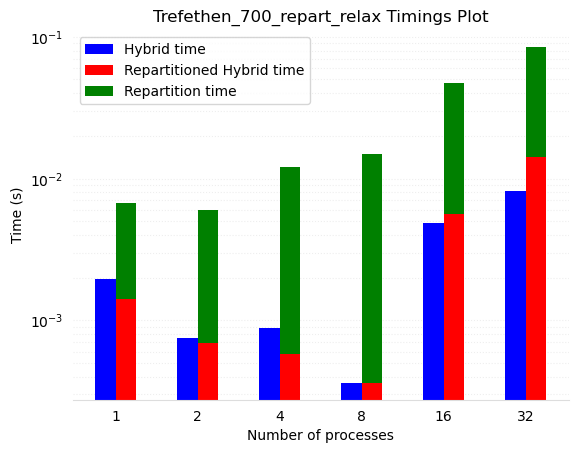 Trefethen_700_repart_relax Timings Plot
Hybrid time
Repartitioned Hybrid time
Repartition time
Time (s)
10⁻¹
10⁻²
10⁻³
1 2 4 8 16 32
Number of processes